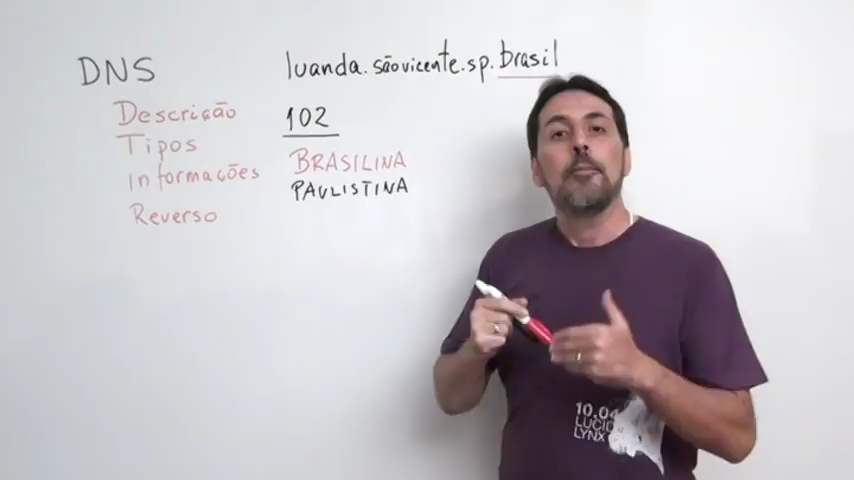 DNS
luanda.sãovicente.sp.brasil
Descrição
Tipos
Informações
Reverso
102
BRASILINA
PAULISTINA
10.04
LUCID
LYNX